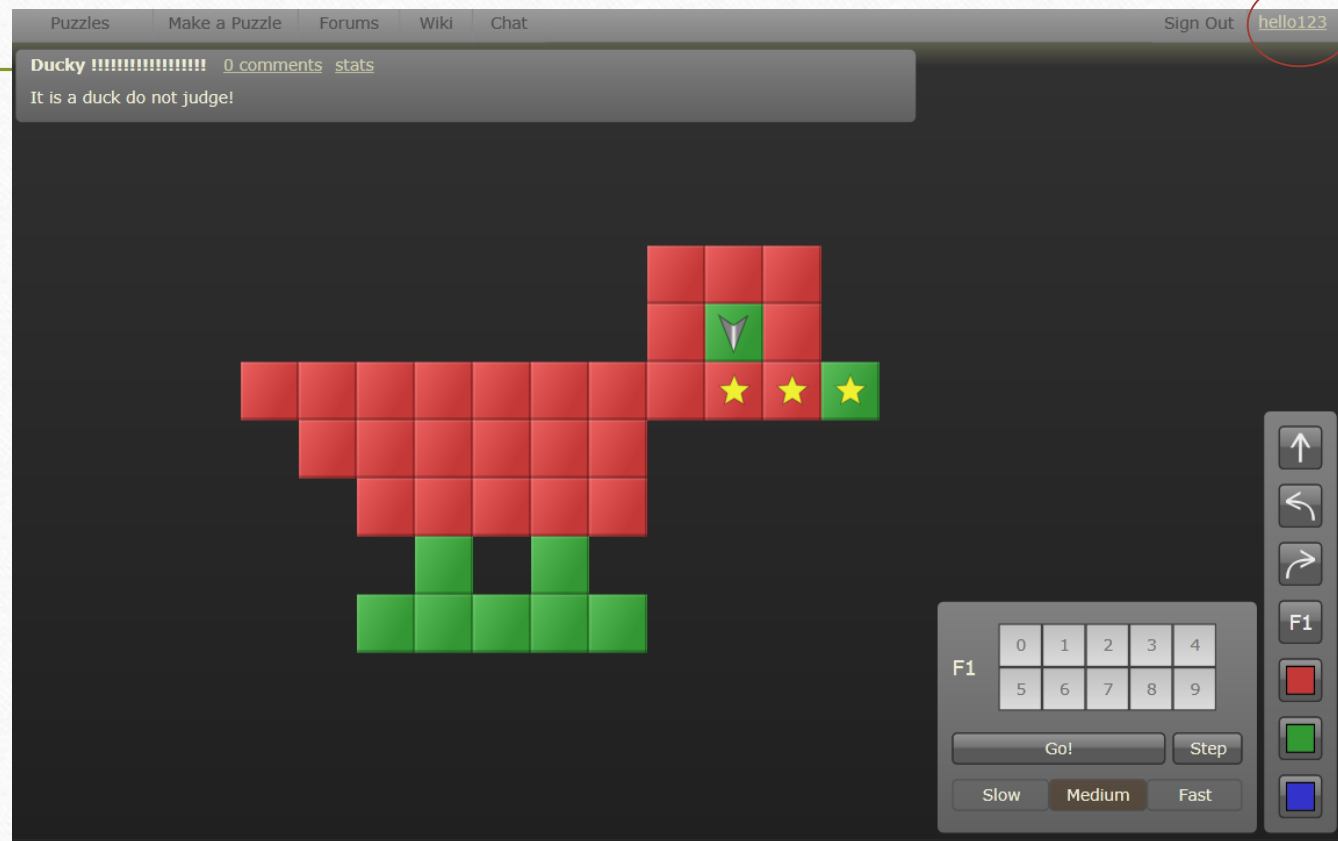 Puzzles Make a Puzzle Forums Wiki Chat Sign Out hello123
Ducky !!!!!!!!!!!!!!!!!! 0 comments stats
It is a duck do not judge!
F1
F1 0 1 2 3 4
5 6 7 8 9
Go! Step
Slow Medium Fast